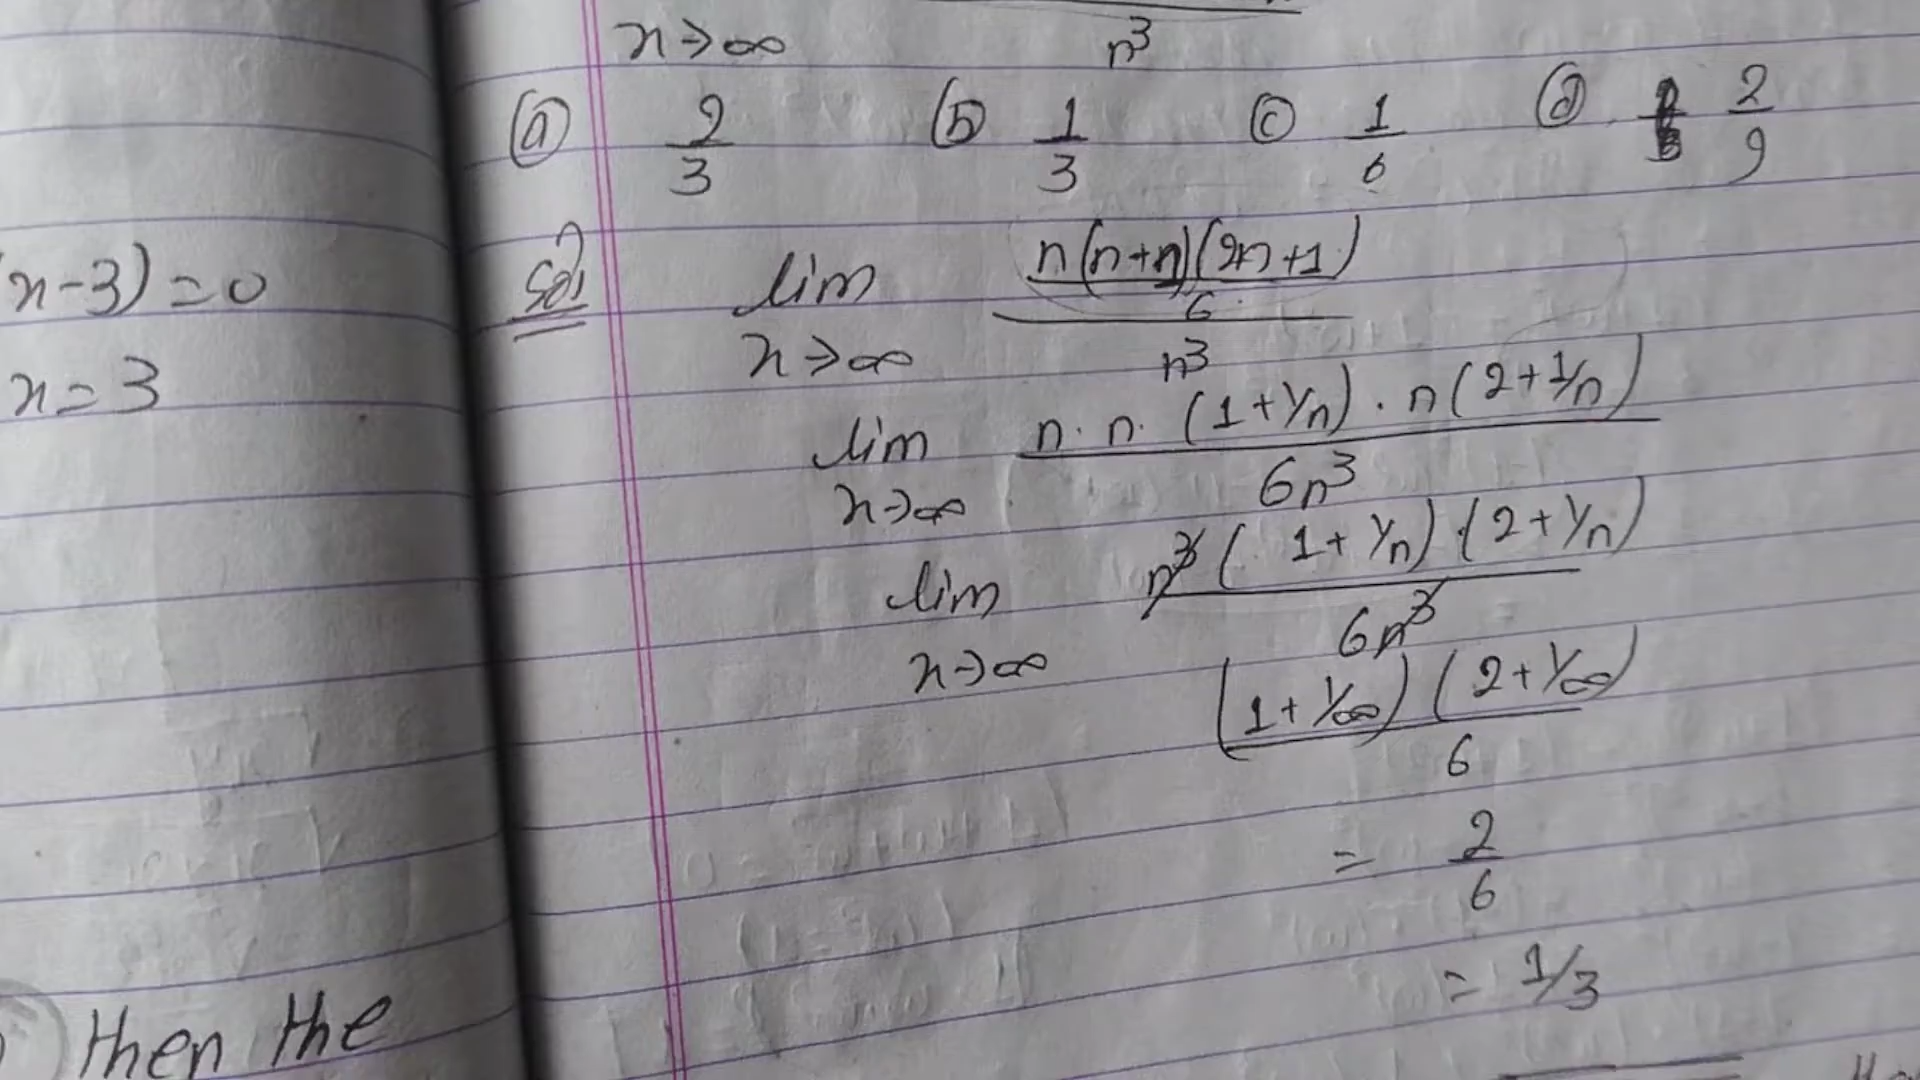 (x-3)=0
x=3
then the
x→∞ n³
(a) 2/3 (b) 1/3 (c) 1/6 (d) 2/9
Sol? lim n(n+1)(2n+1)/6
x→∞ n³
lim n.n.(1+1/n).n(2+1/n)
x→∞ 6n³
lim n³(1+1/n).(2+1/n)
x→∞ 6n³
(1+1/∞)(2+1/∞)
6
= 2/6
= 1/3